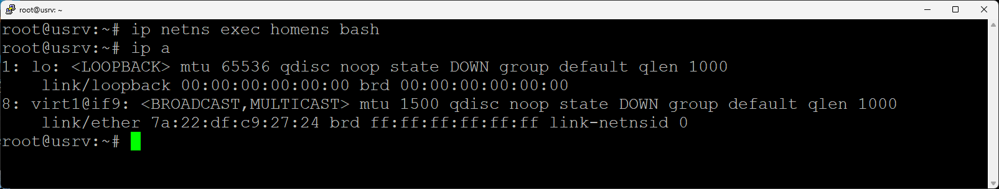 root@usrv: ~
root@usrv:~# ip netns exec homens bash
root@usrv:~# ip a
1: lo: <LOOPBACK> mtu 65536 qdisc noop state DOWN group default qlen 1000
    link/loopback 00:00:00:00:00:00 brd 00:00:00:00:00:00
8: virt1@if9: <BROADCAST,MULTICAST> mtu 1500 qdisc noop state DOWN group default qlen 1000
    link/ether 7a:22:df:c9:27:24 brd ff:ff:ff:ff:ff:ff link-netnsid 0
root@usrv:~#